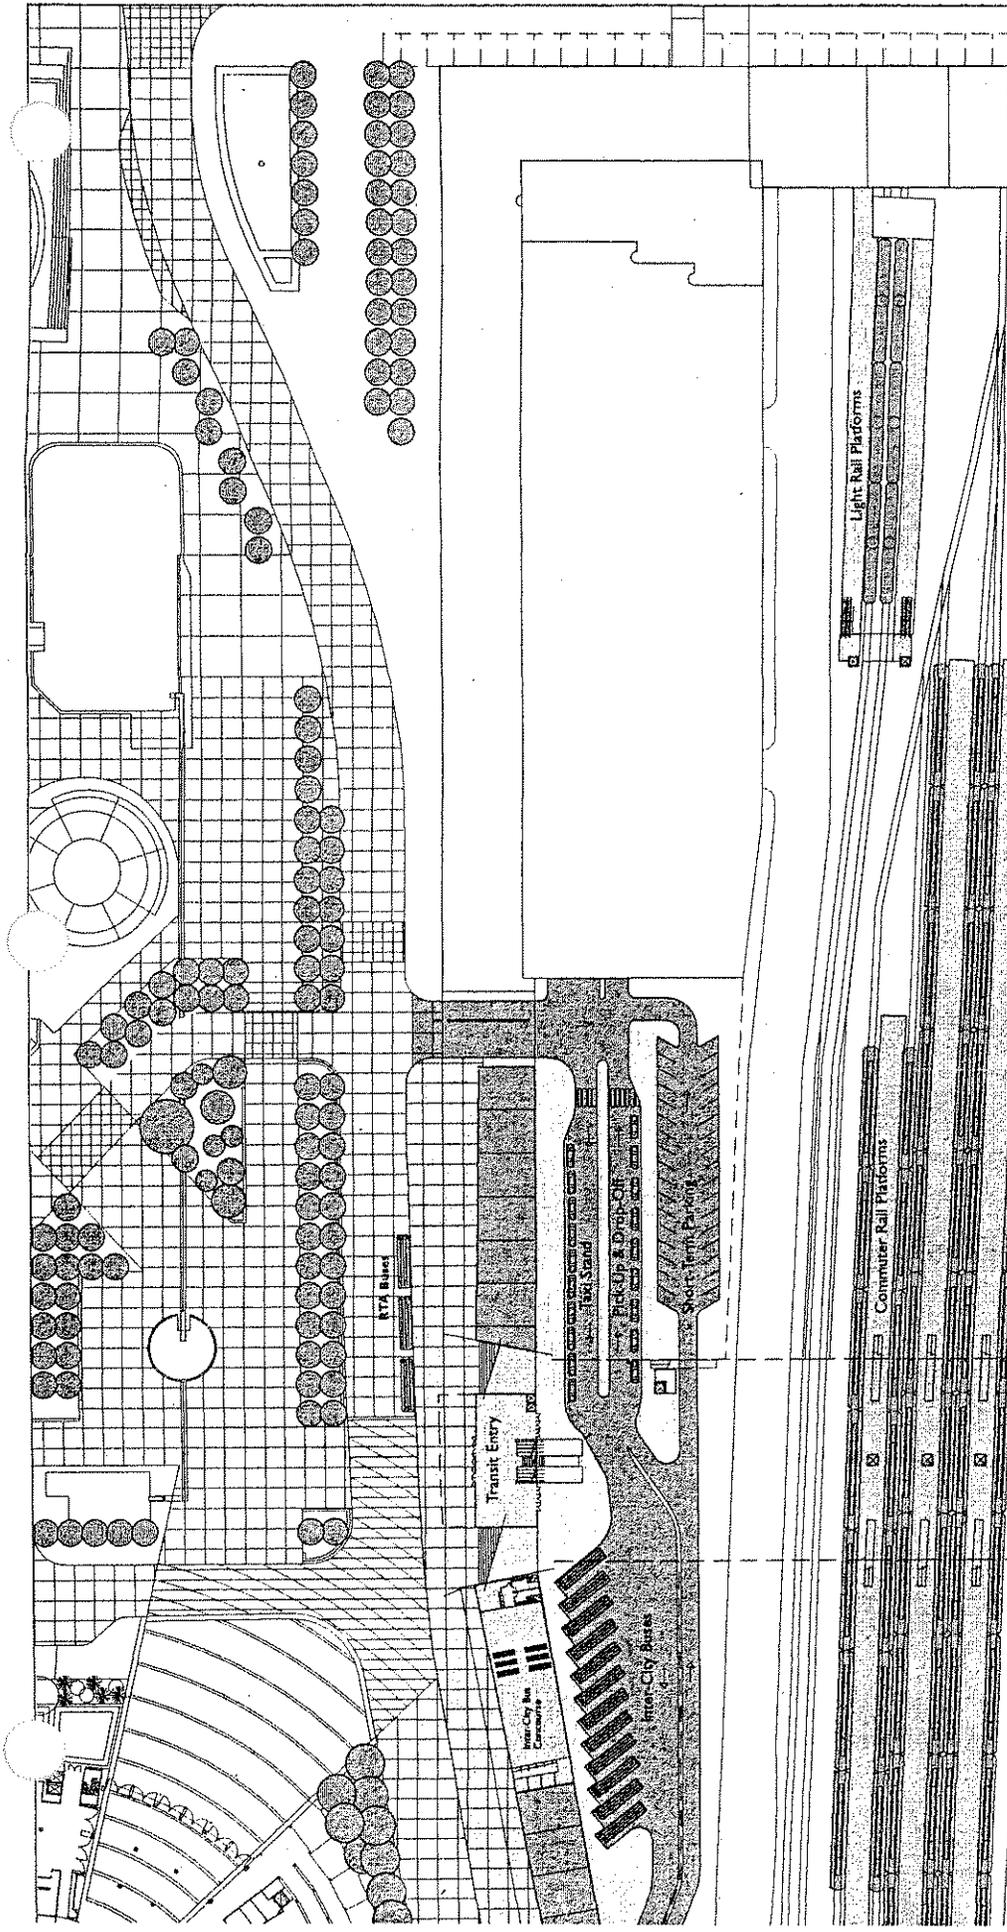 Light Rail Platforms
Commuter Rail Platforms
RTA Buses
Taxi Stand
Pick-Up & Drop-Off
Short-Term Parking
Transit Entry
Inter-City Bus
Concourse
Inter-City Buses